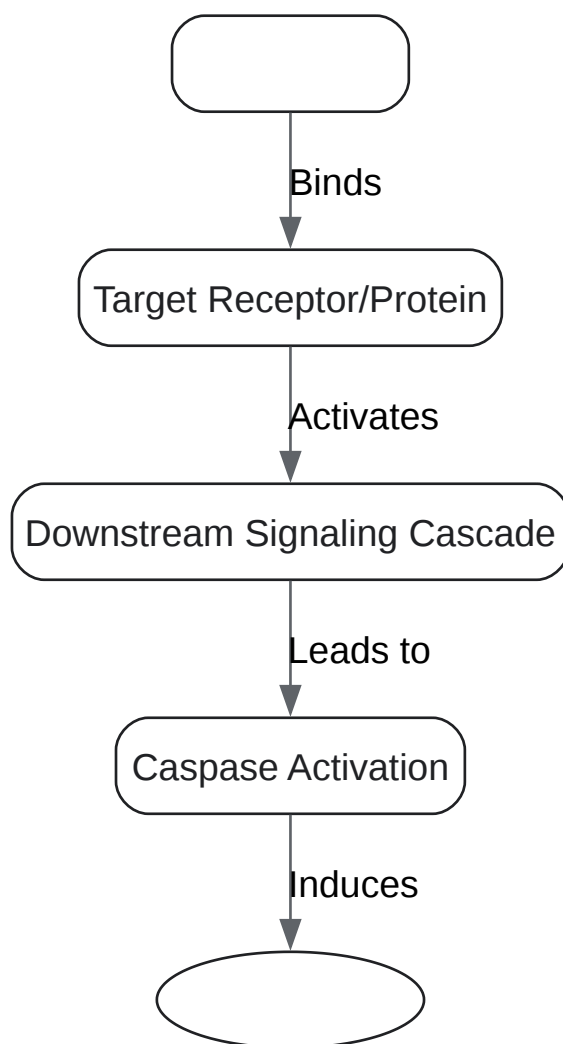 Binds
Target Receptor/Protein
Activates
Downstream Signaling Cascade
Leads to
Caspase Activation
Induces